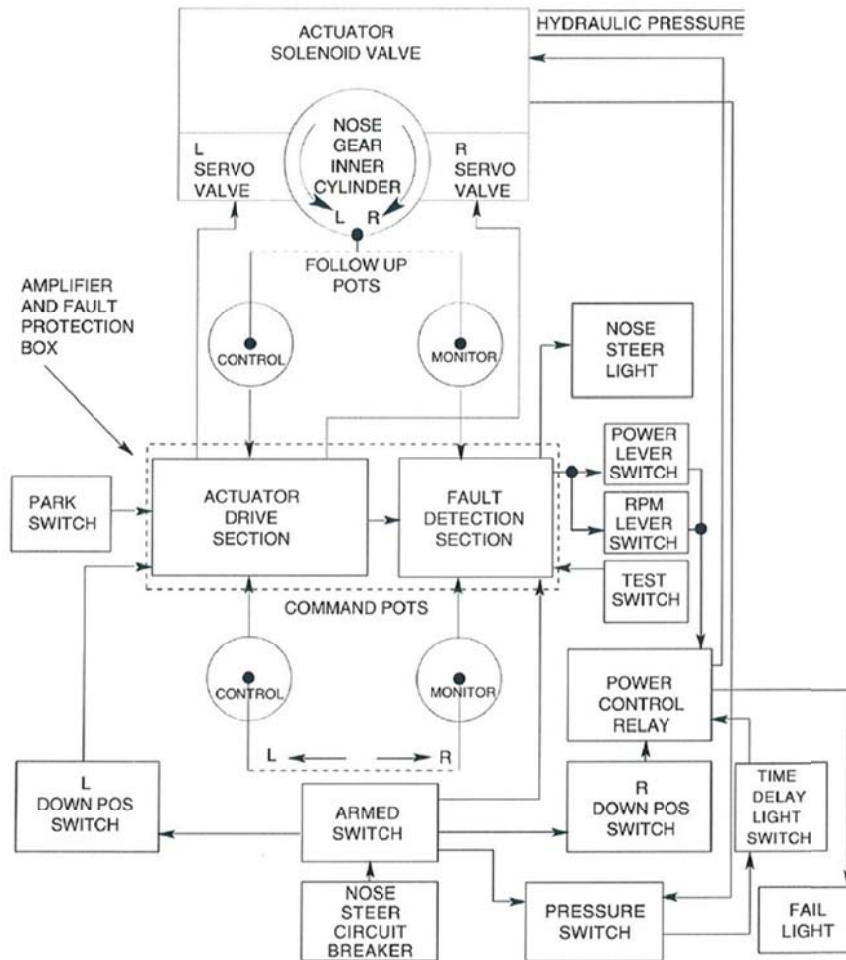 ACTUATOR
SOLENOID VALVE
HYDRAULIC PRESSURE
NOSE
GEAR
INNER
CYLINDER
L
SERVO
VALVE
R
SERVO
VALVE
L R
FOLLOW UP
POTS
AMPLIFIER
AND FAULT
PROTECTION
BOX
CONTROL
MONITOR
NOSE
STEER
LIGHT
POWER
LEVER
SWITCH
PARK
SWITCH
ACTUATOR
DRIVE
SECTION
FAULT
DETECTION
SECTION
RPM
LEVER
SWITCH
TEST
SWITCH
COMMAND POTS
CONTROL
MONITOR
POWER
CONTROL
RELAY
L
R
L
DOWN POS
SWITCH
ARMED
SWITCH
R
DOWN POS
SWITCH
TIME
DELAY
LIGHT
SWITCH
NOSE
STEER
CIRCUIT
BREAKER
PRESSURE
SWITCH
FAIL
LIGHT